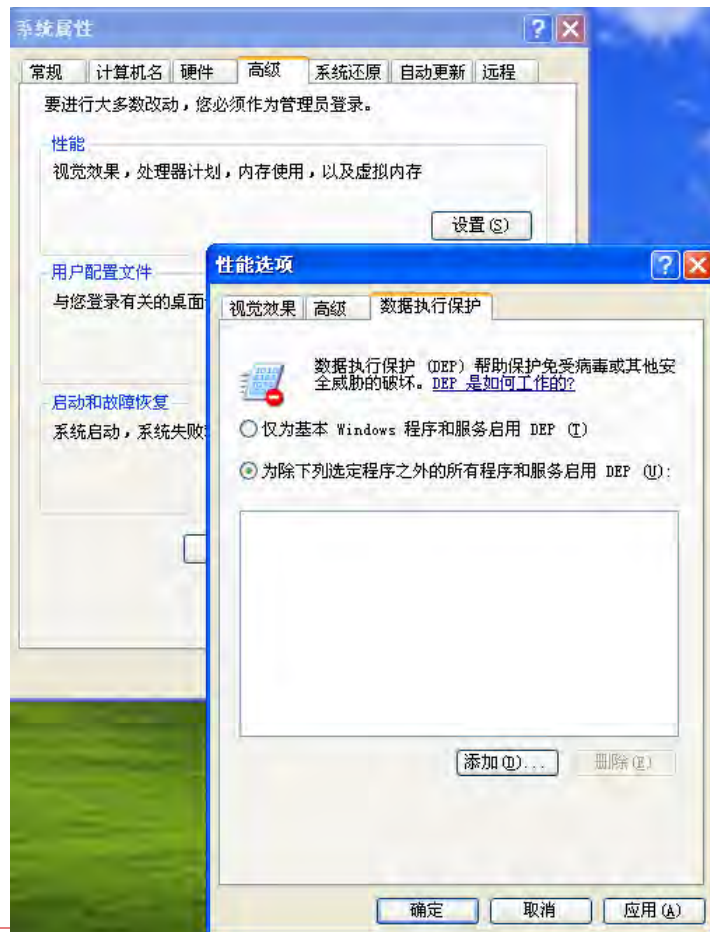 系统属性
常规 计算机名 硬件 高级 系统还原 自动更新 远程
要进行大多数改动，您必须作为管理员登录。
性能
视觉效果，处理器计划，内存使用，以及虚拟内存
设置(S)
用户配置文件
与您登录有关的桌面
启动和故障恢复
系统启动，系统失败
性能选项
视觉效果 高级 数据执行保护
数据执行保护 (DEP) 帮助保护免受病毒或其他安
全威胁的破坏。DEP 是如何工作的?
仅为基本 Windows 程序和服务启用 DEP (T)
为除下列选定程序之外的所有程序和服务启用 DEP (U):
添加(D)... 删除(E)
确定 取消 应用(A)